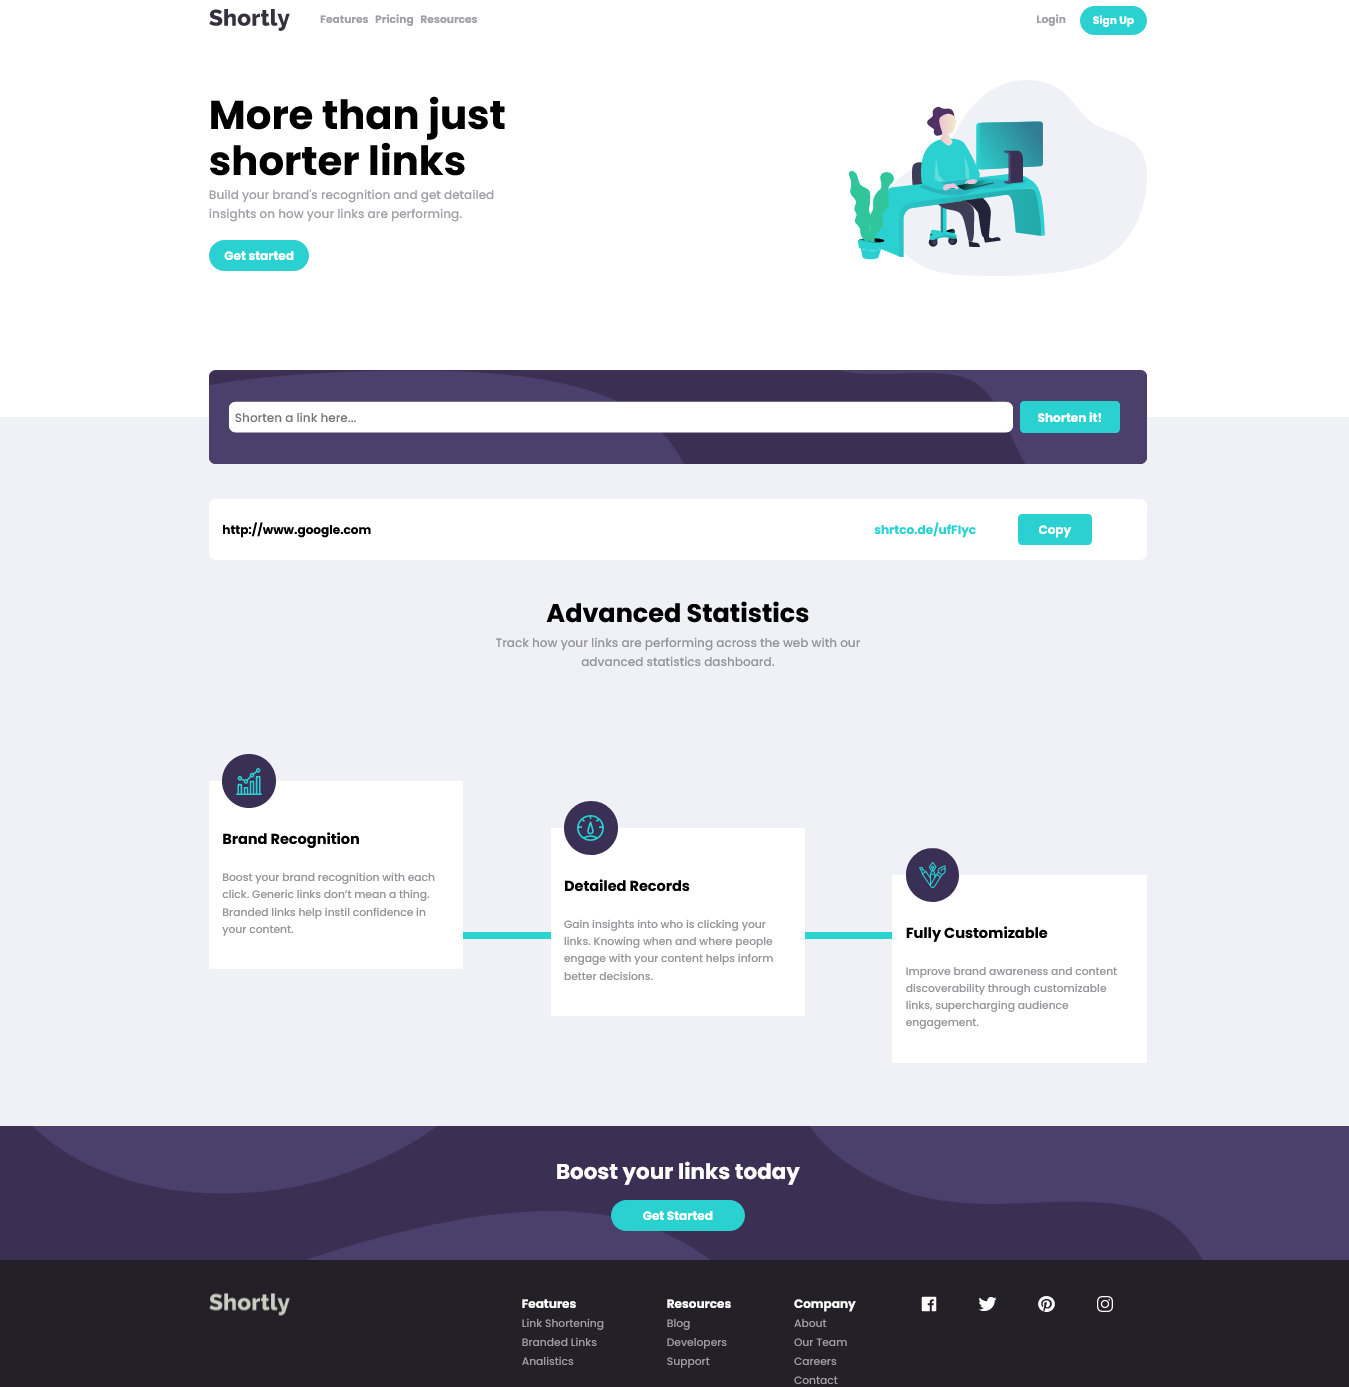 Shortly
Features Pricing Resources
Login
Sign Up
More than just
shorter links
Build your brand's recognition and get detailed
insights on how your links are performing.
Get started
Shorten a link here...
Shorten it!
http://www.google.com
shrtco.de/ufFIyc
Copy
Advanced Statistics
Track how your links are performing across the web with our
advanced statistics dashboard.
Brand Recognition
Boost your brand recognition with each
click. Generic links don't mean a thing.
Branded links help instil confidence in
your content.
Detailed Records
Gain insights into who is clicking your
links. Knowing when and where people
engage with your content helps inform
better decisions.
Fully Customizable
Improve brand awareness and content
discoverability through customizable
links, supercharging audience
engagement.
Boost your links today
Get Started
Shortly
Features
Link Shortening
Branded Links
Analistics
Resources
Blog
Developers
Support
Company
About
Our Team
Careers
Contact